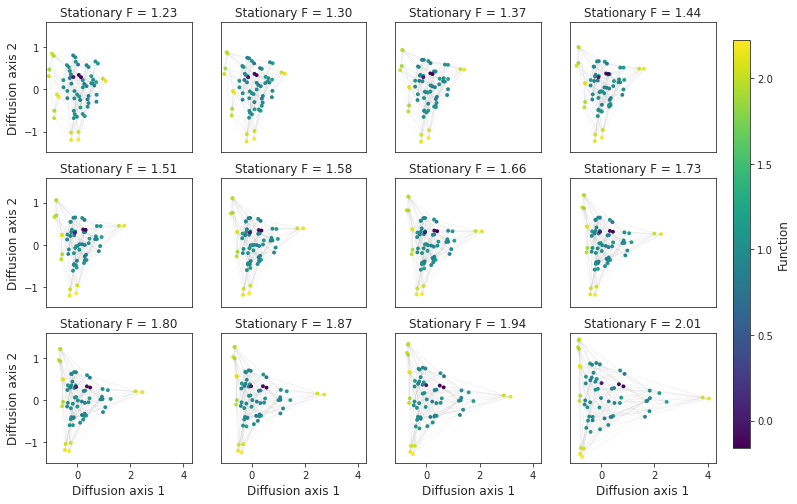 Stationary F = 1.23 Stationary F = 1.30 Stationary F = 1.37 Stationary F = 1.44
1
0
−1
Diffusion axis 2
Stationary F = 1.51 Stationary F = 1.58 Stationary F = 1.66 Stationary F = 1.73
1
0
−1
Diffusion axis 2
Stationary F = 1.80 Stationary F = 1.87 Stationary F = 1.94 Stationary F = 2.01
1
0
−1
Diffusion axis 2
0 2 4 0 2 4 0 2 4 0 2 4
Diffusion axis 1 Diffusion axis 1 Diffusion axis 1 Diffusion axis 1
2.0
1.5
1.0
0.5
0.0
Function